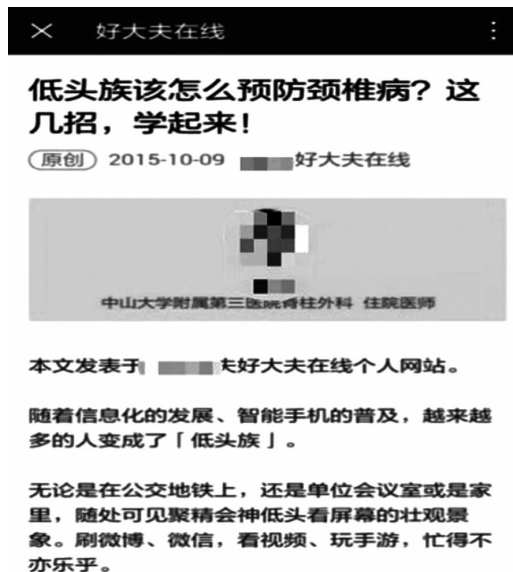 好大夫在线
低头族该怎么预防颈椎病？这
几招，学起来！
原创 2015-10-09 好大夫在线
中山大学附属第三医院脊柱外科 住院医师
本文发表于 夫好大夫在线个人网站。
随着信息化的发展、智能手机的普及，越来越
多的人变成了「低头族」。
无论是在公交地铁上，还是单位会议室或是家
里，随处可见聚精会神低头看屏幕的壮观景
象。刷微博、微信，看视频、玩手游，忙得不
亦乐乎。